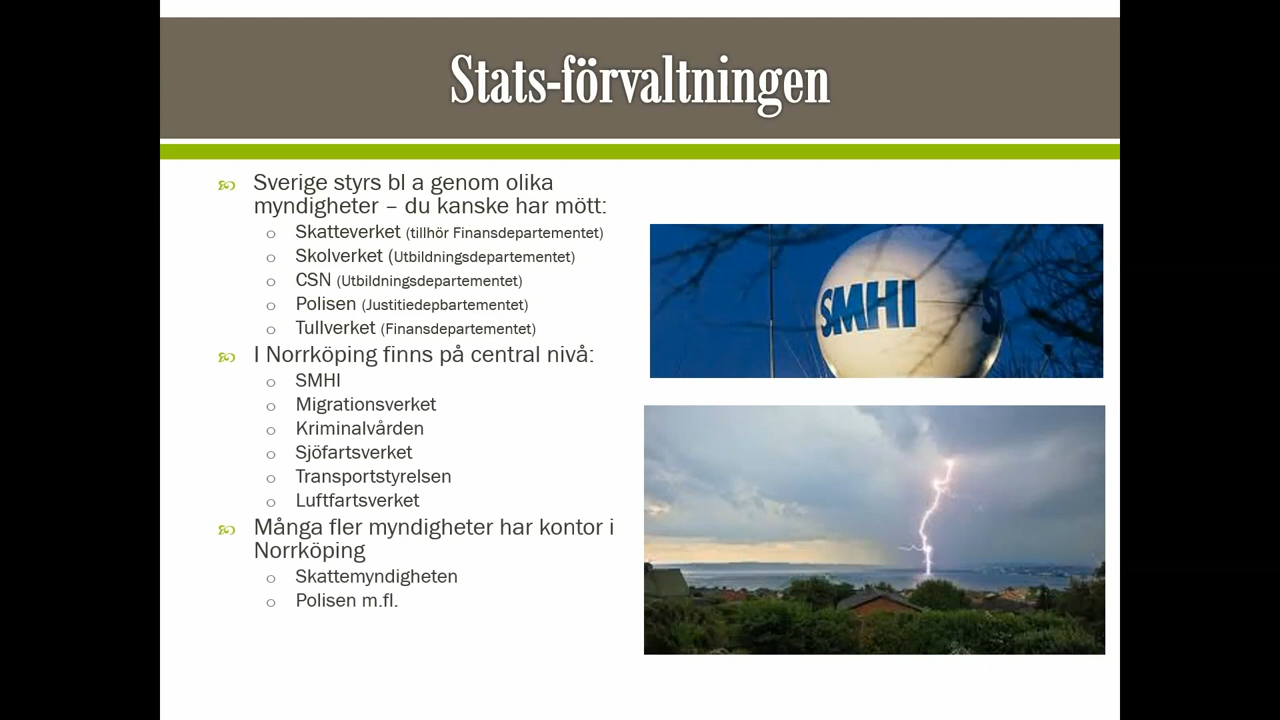 Stats-förvaltningen
Sverige styrs bl a genom olika
myndigheter – du kanske har mött:
Skatteverket (tillhör Finansdepartementet)
Skolverket (Utbildningsdepartementet)
CSN (Utbildningsdepartementet)
Polisen (Justitiedepbartementet)
Tullverket (Finansdepartementet)
I Norrköping finns på central nivå:
SMHI
Migrationsverket
Kriminalvården
Sjöfartsverket
Transportstyrelsen
Luftfartsverket
Många fler myndigheter har kontor i
Norrköping
Skattemyndigheten
Polisen m.fl.
SMHI